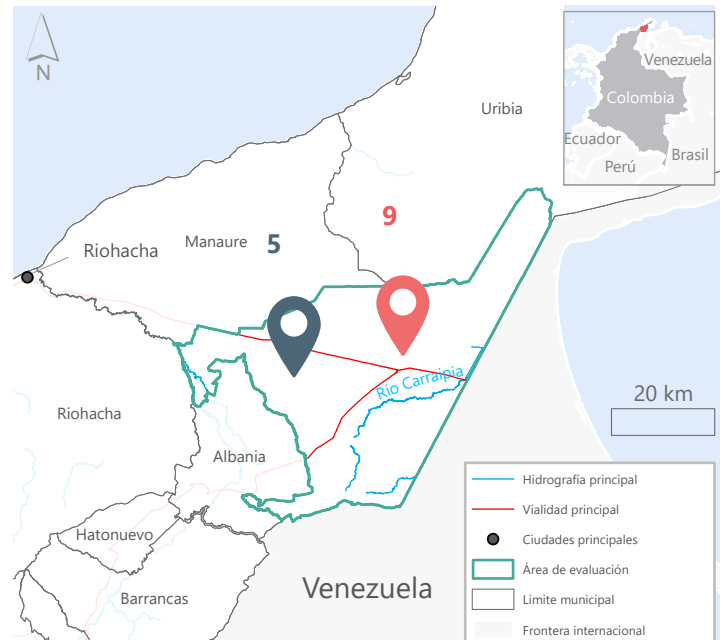 N
Uribia
9
Manaure
5
Riohacha
Riohacha
Albania
Hatonuevo
Barrancas
Río Carraipia
Venezuela
20 km
Venezuela
Colombia
Ecuador
Perú
Brasil
Hidrografía principal
Vialidad principal
Ciudades principales
Área de evaluación
Límite municipal
Frontera internacional